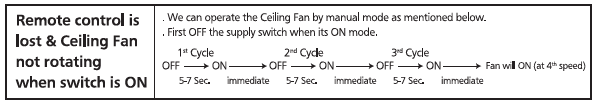 Remote control is
lost & Ceiling Fan
not rotating
when switch is ON
. We can operate the Ceiling Fan by manual mode as mentioned below.
. First OFF the supply switch when its ON mode.
1st Cycle 2nd Cycle 3rd Cycle
OFF → ON → OFF → ON → OFF → ON → Fan will ON (at 4th speed)
5-7 Sec. immediate 5-7 Sec. immediate 5-7 Sec. immediate